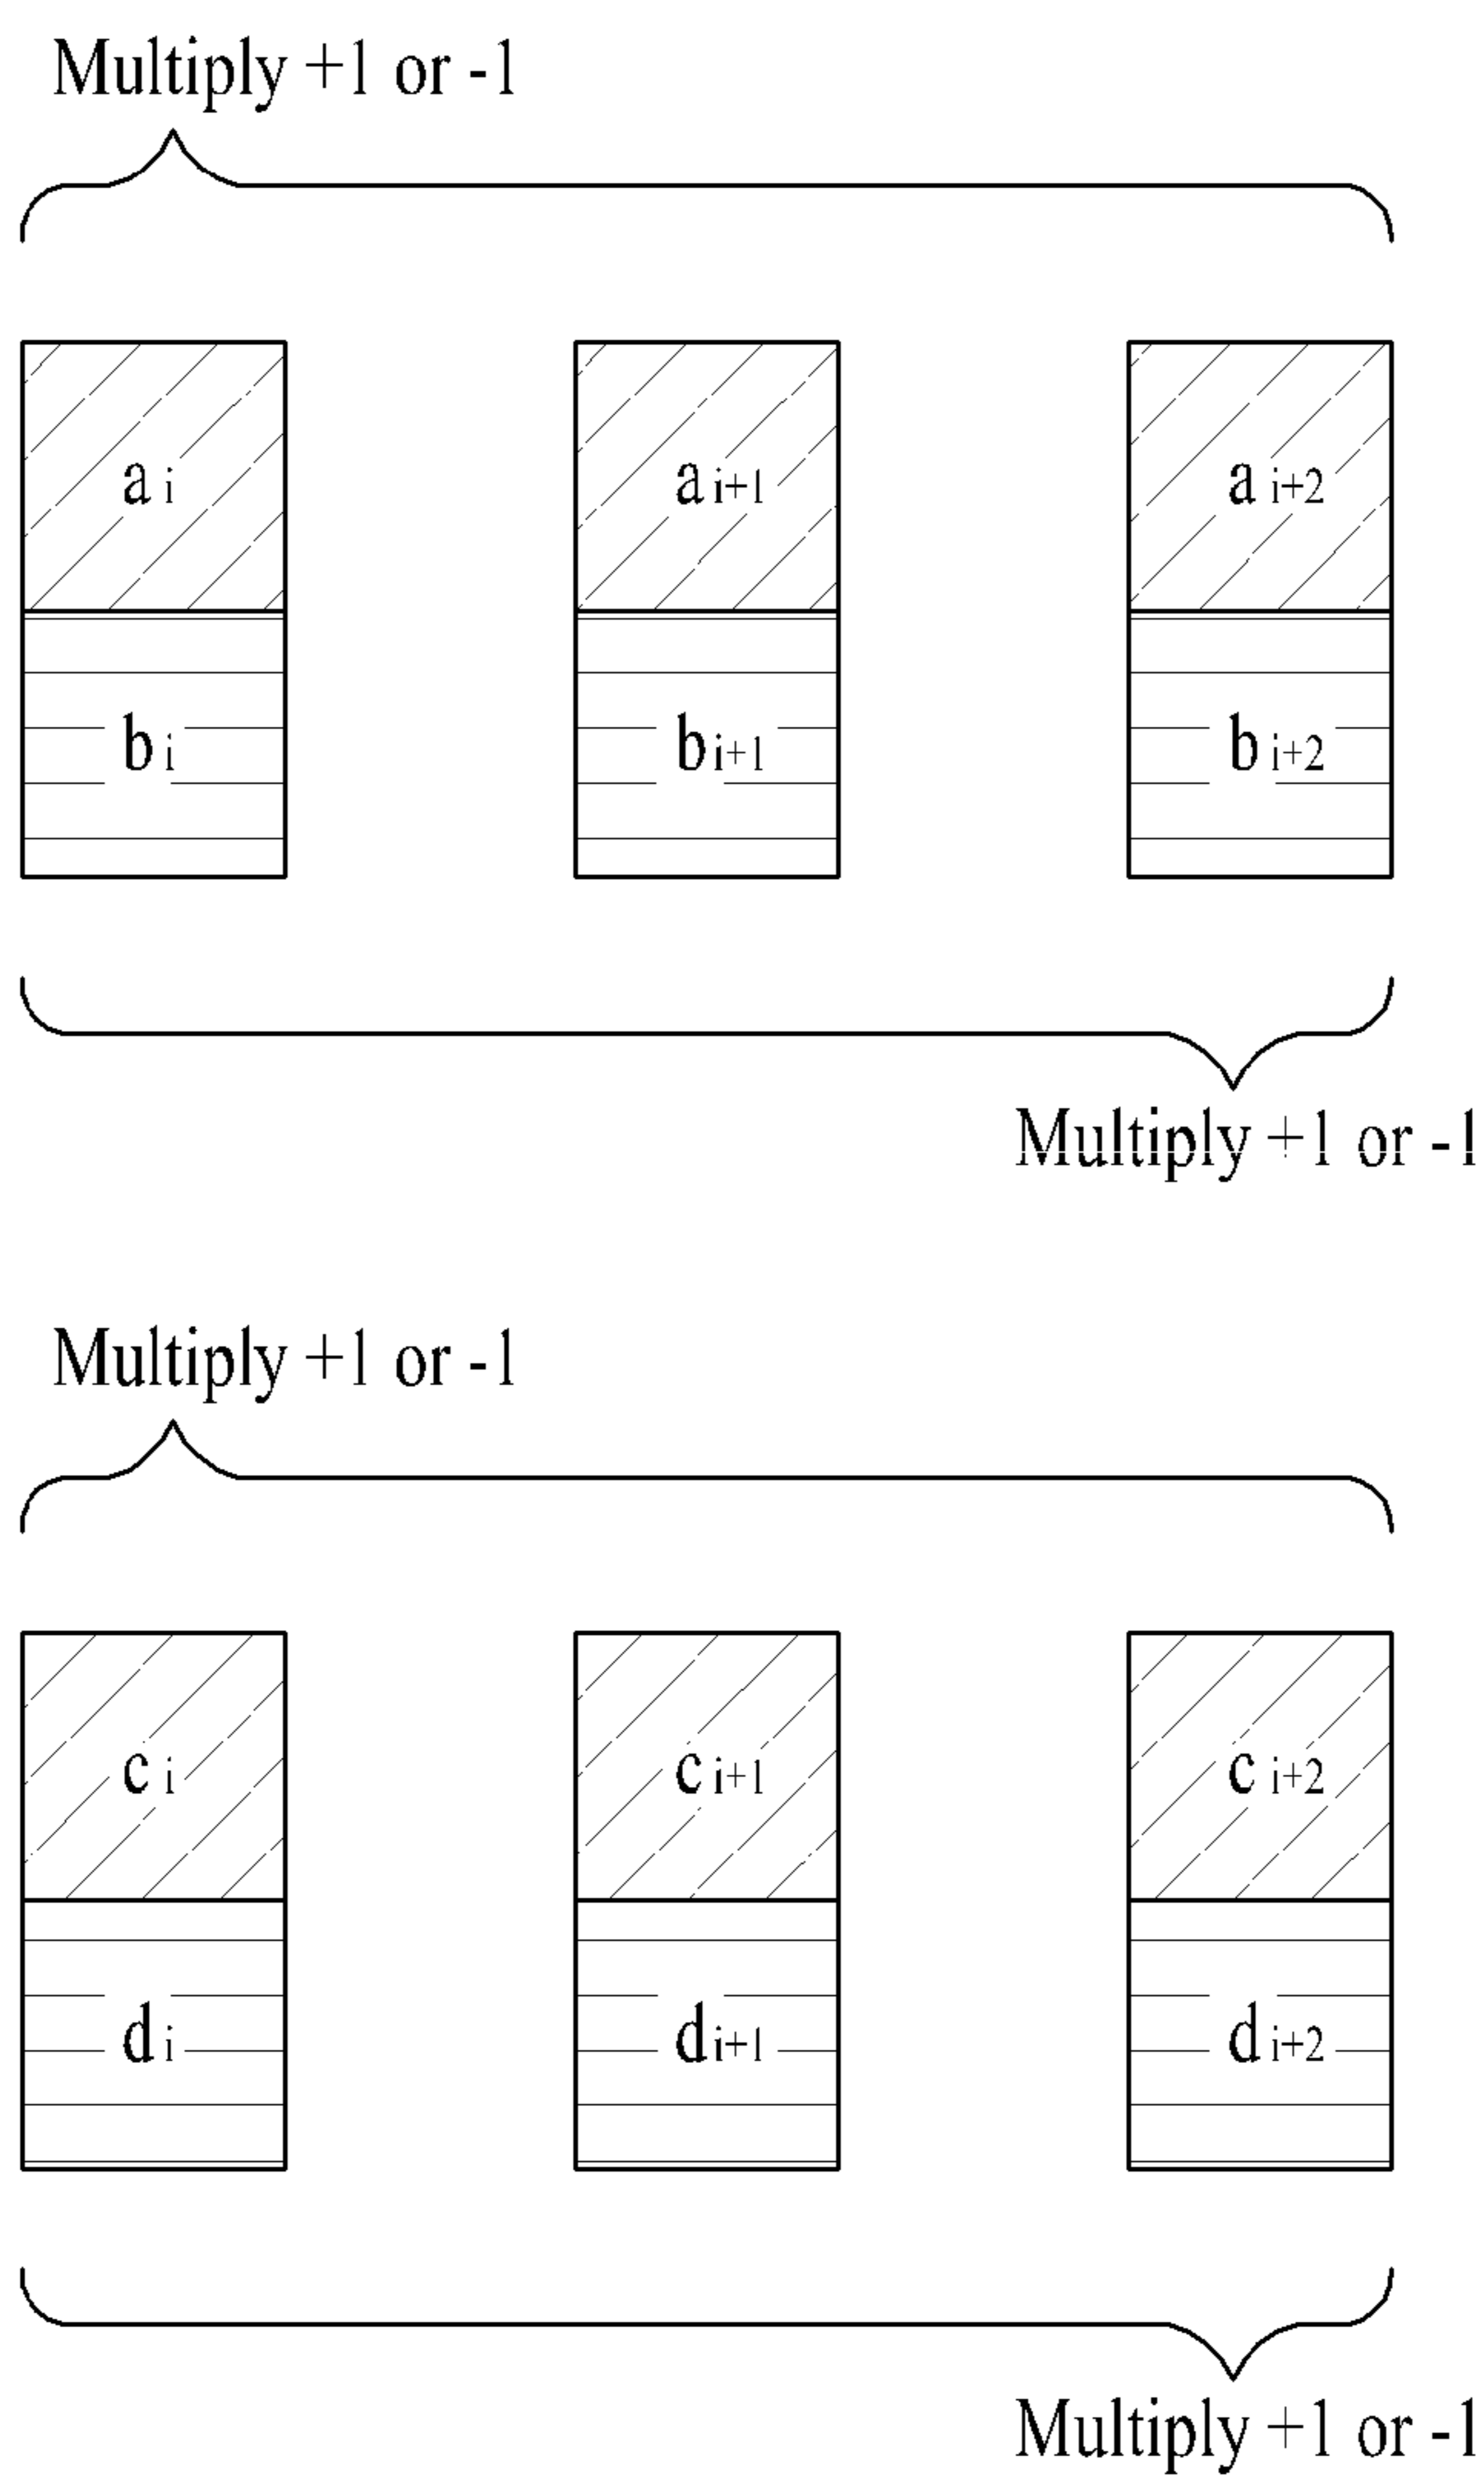 Multiply +1 or -1
a i a i+1 a i+2
b i b i+1 b i+2
Multiply +1 or -1
Multiply +1 or -1
c i c i+1 c i+2
d i d i+1 d i+2
Multiply +1 or -1